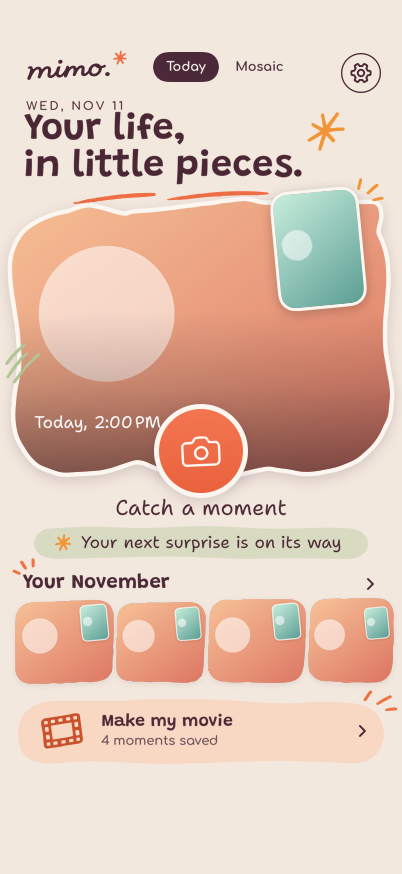 mimo.
Today
Mosaic
WED, NOV 11
Your life,
in little pieces.
Today, 2:00 PM
Catch a moment
Your next surprise is on its way
Your November
Make my movie
4 moments saved